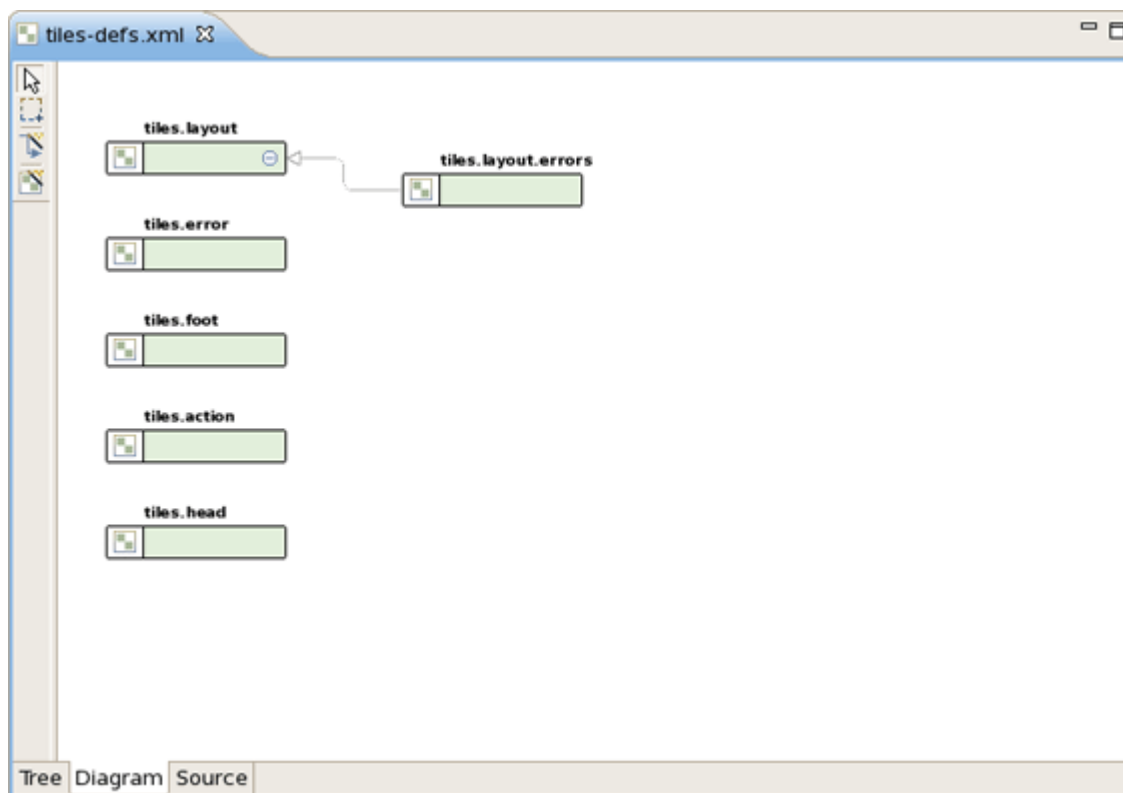 tiles-defs.xml
tiles.layout
tiles.layout.errors
tiles.error
tiles.foot
tiles.action
tiles.head
Tree Diagram Source